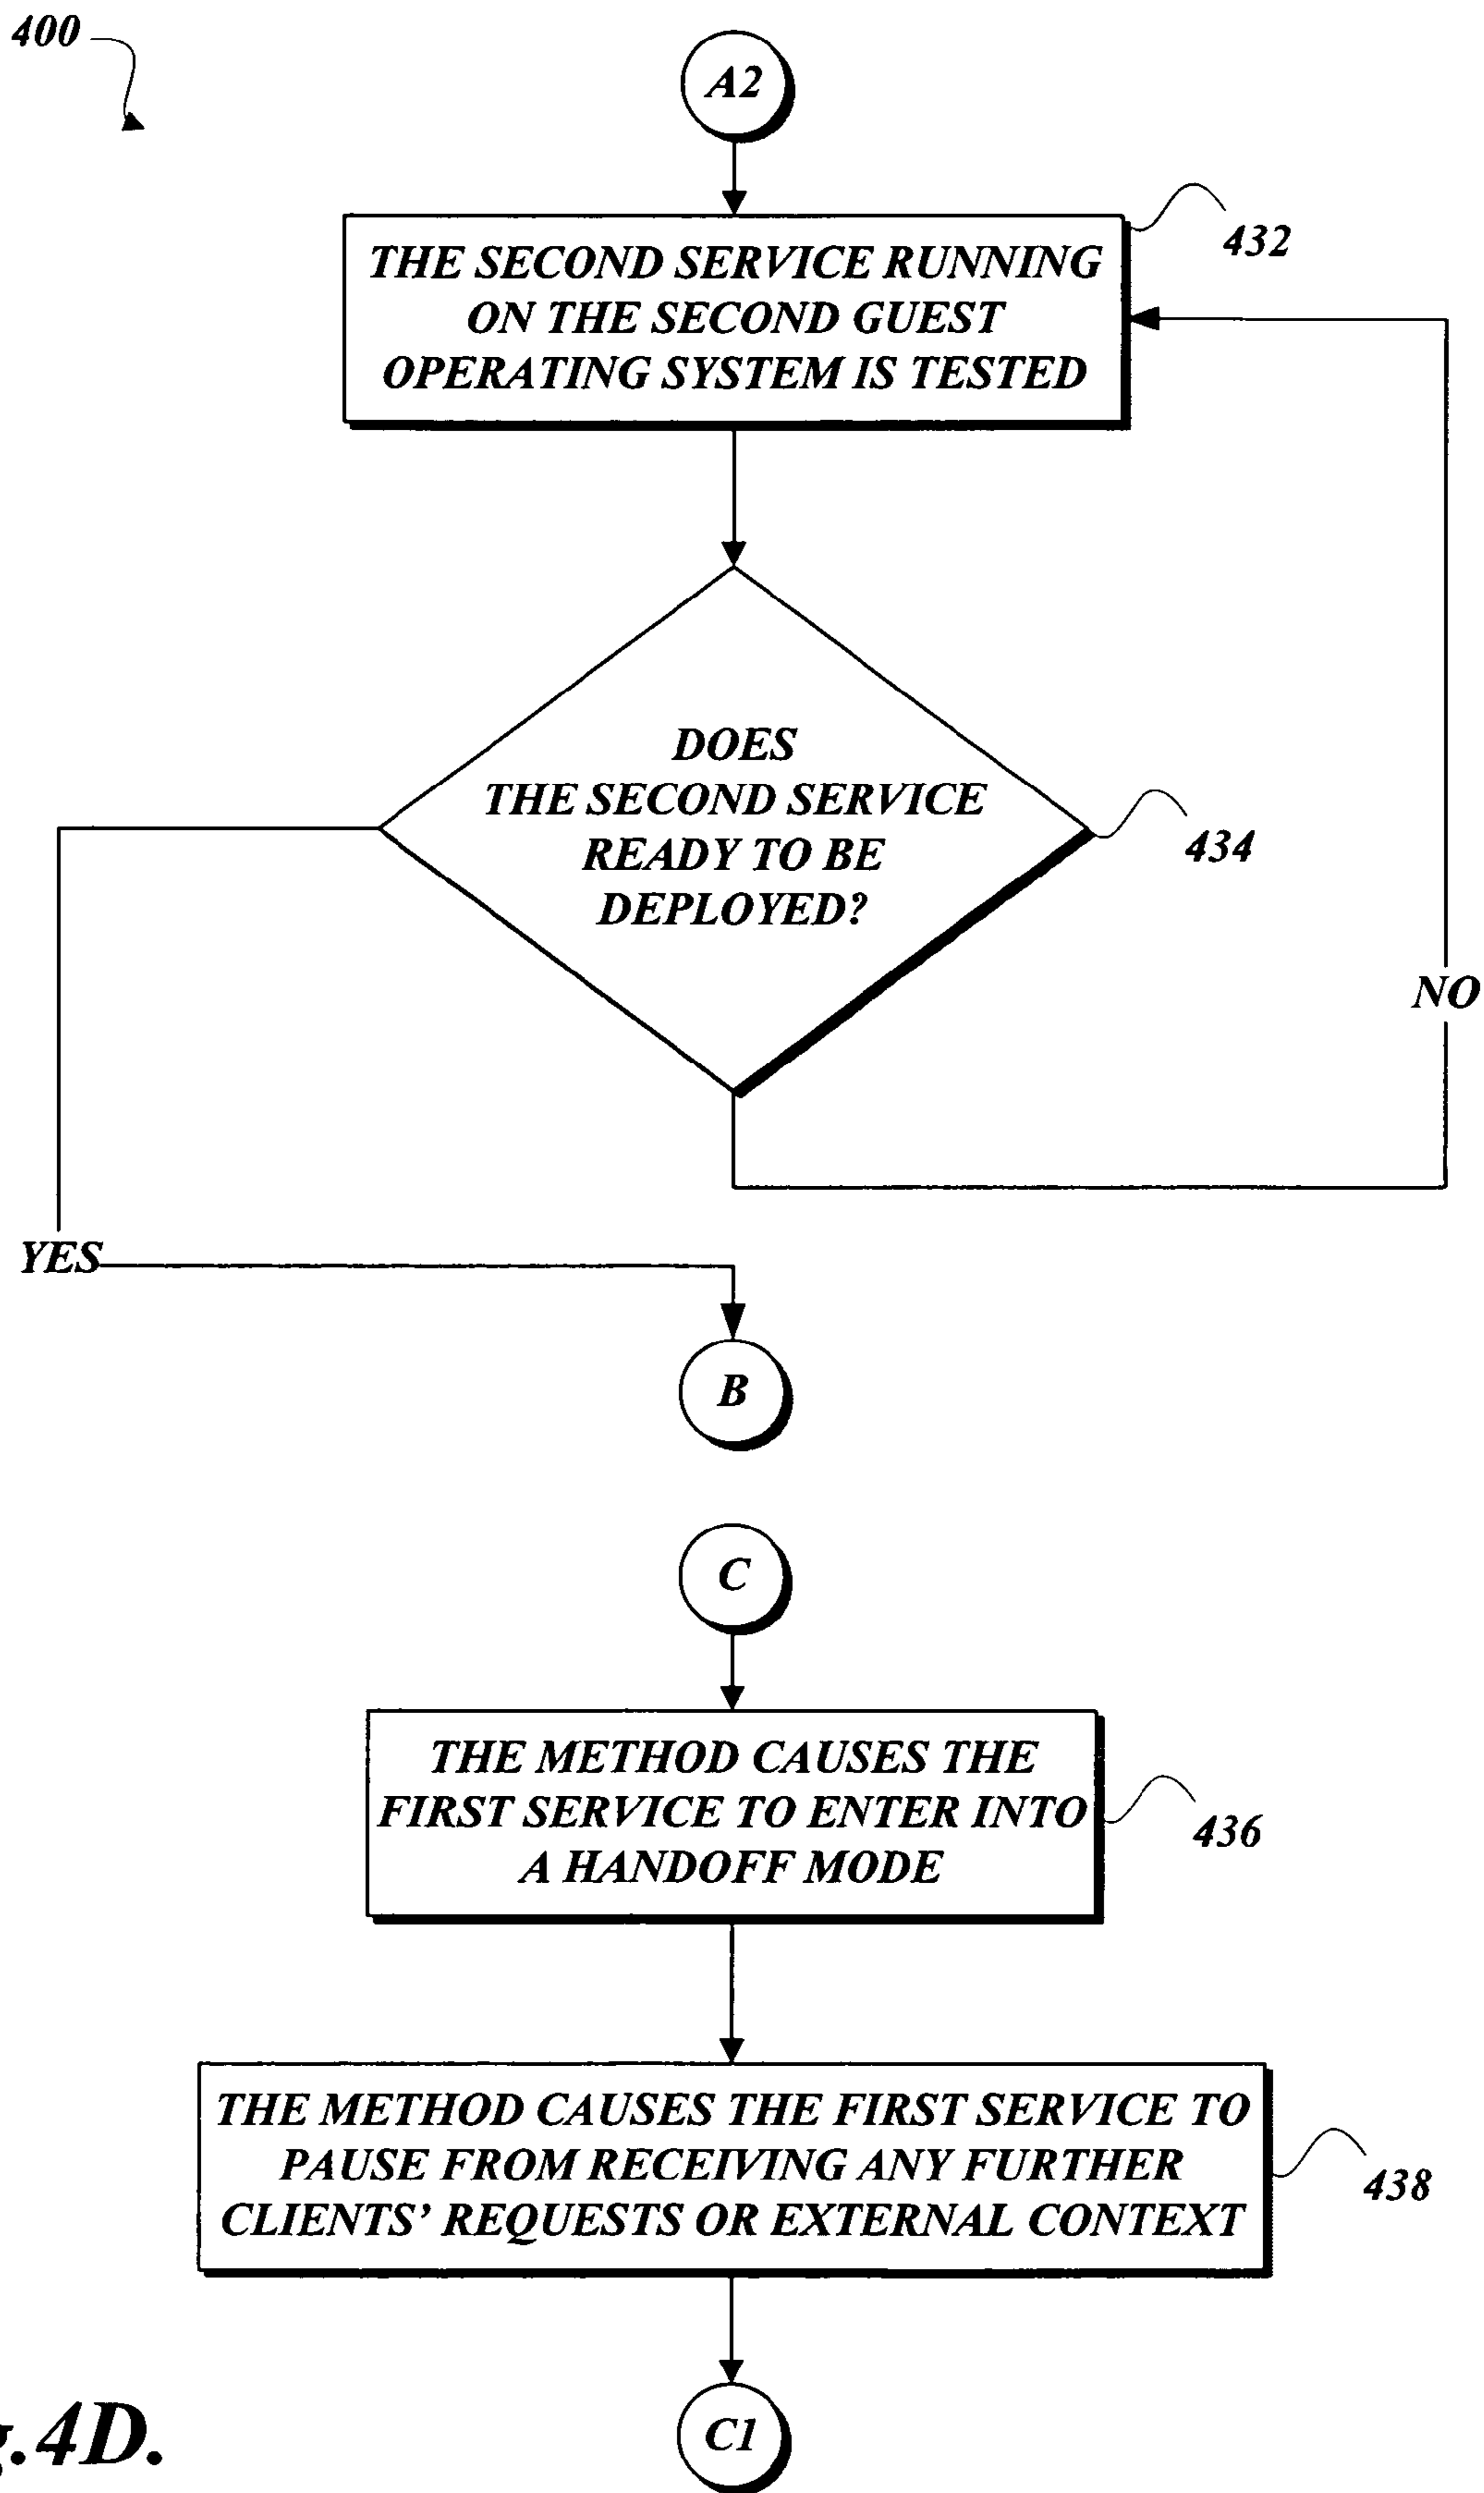 400
A2
432
THE SECOND SERVICE RUNNING
ON THE SECOND GUEST
OPERATING SYSTEM IS TESTED
DOES
THE SECOND SERVICE
READY TO BE
DEPLOYED?
434
NO
YES
B
C
THE METHOD CAUSES THE
FIRST SERVICE TO ENTER INTO
A HANDOFF MODE
436
THE METHOD CAUSES THE FIRST SERVICE TO
PAUSE FROM RECEIVING ANY FURTHER
CLIENTS’ REQUESTS OR EXTERNAL CONTEXT
438
C1
.4D.